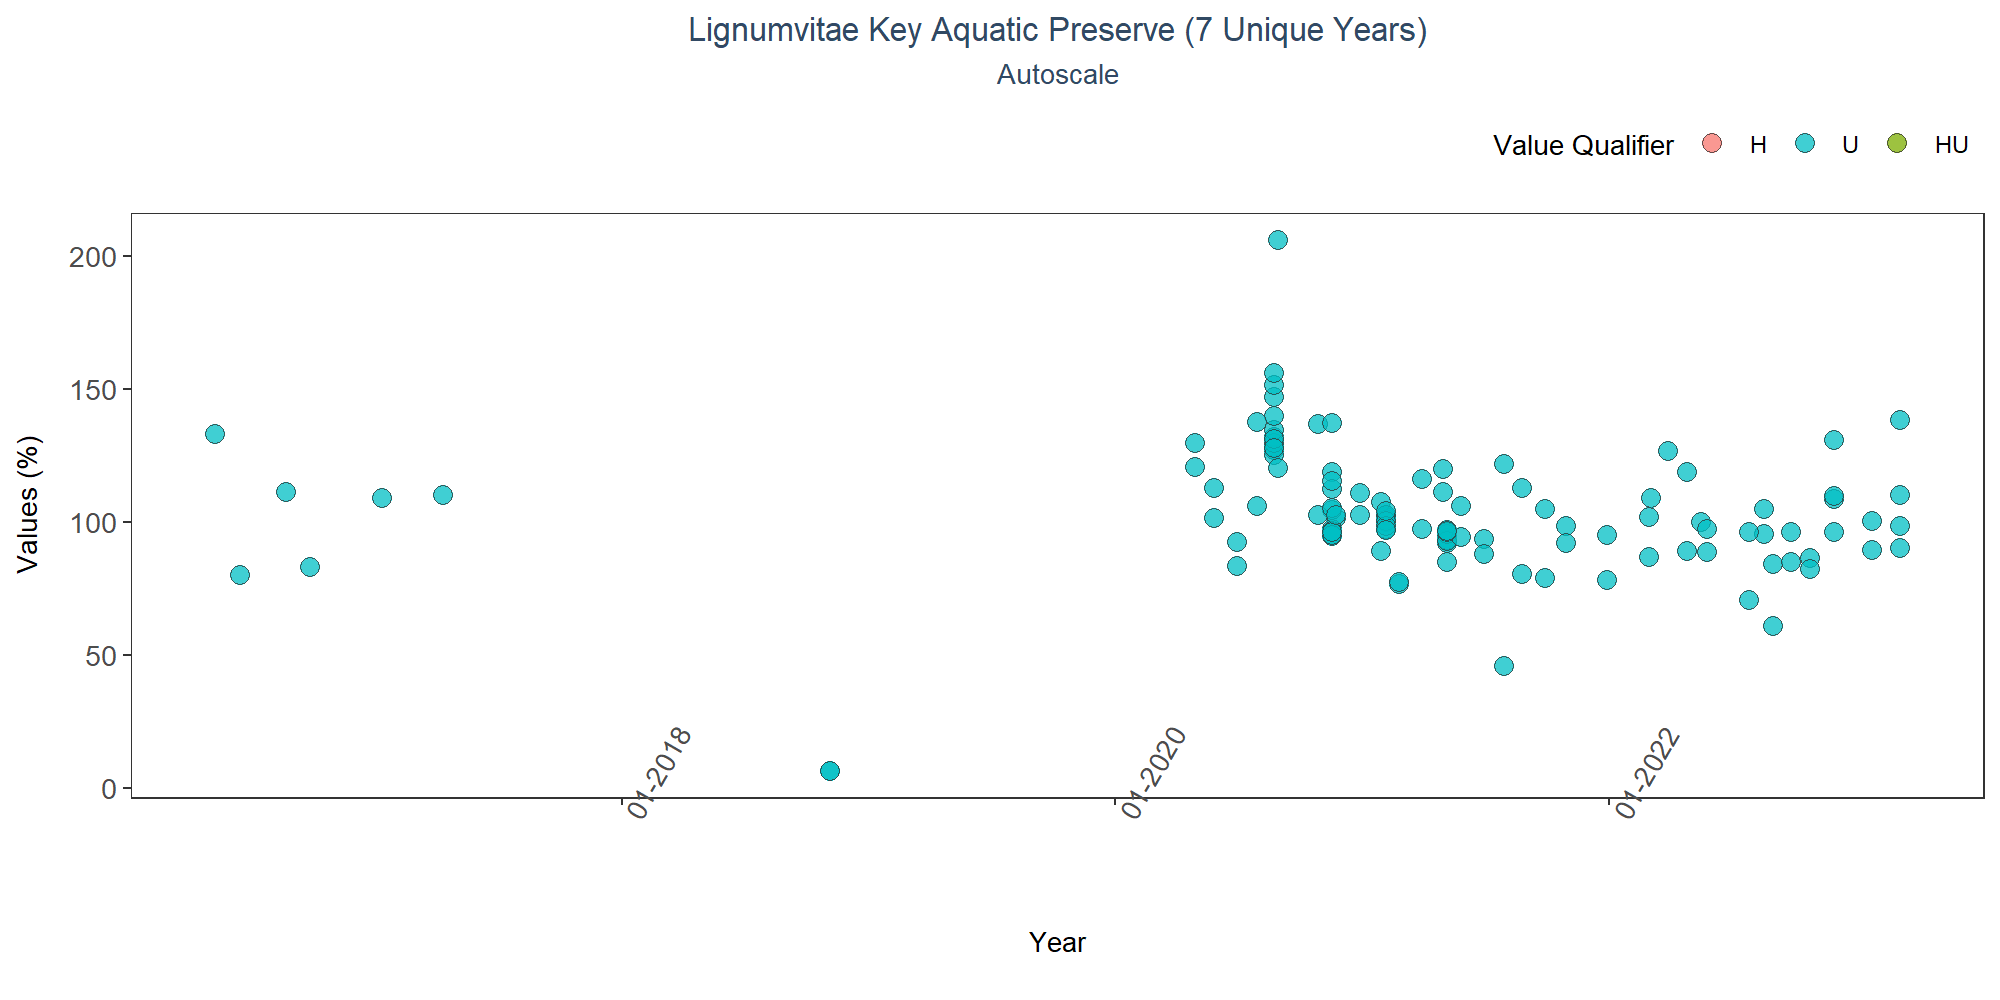 Lignumvitae Key Aquatic Preserve (7 Unique Years)
Autoscale
Value Qualifier H U HU
Values (%)
200
150
100
50
0
01-2018 01-2020 01-2022
Year